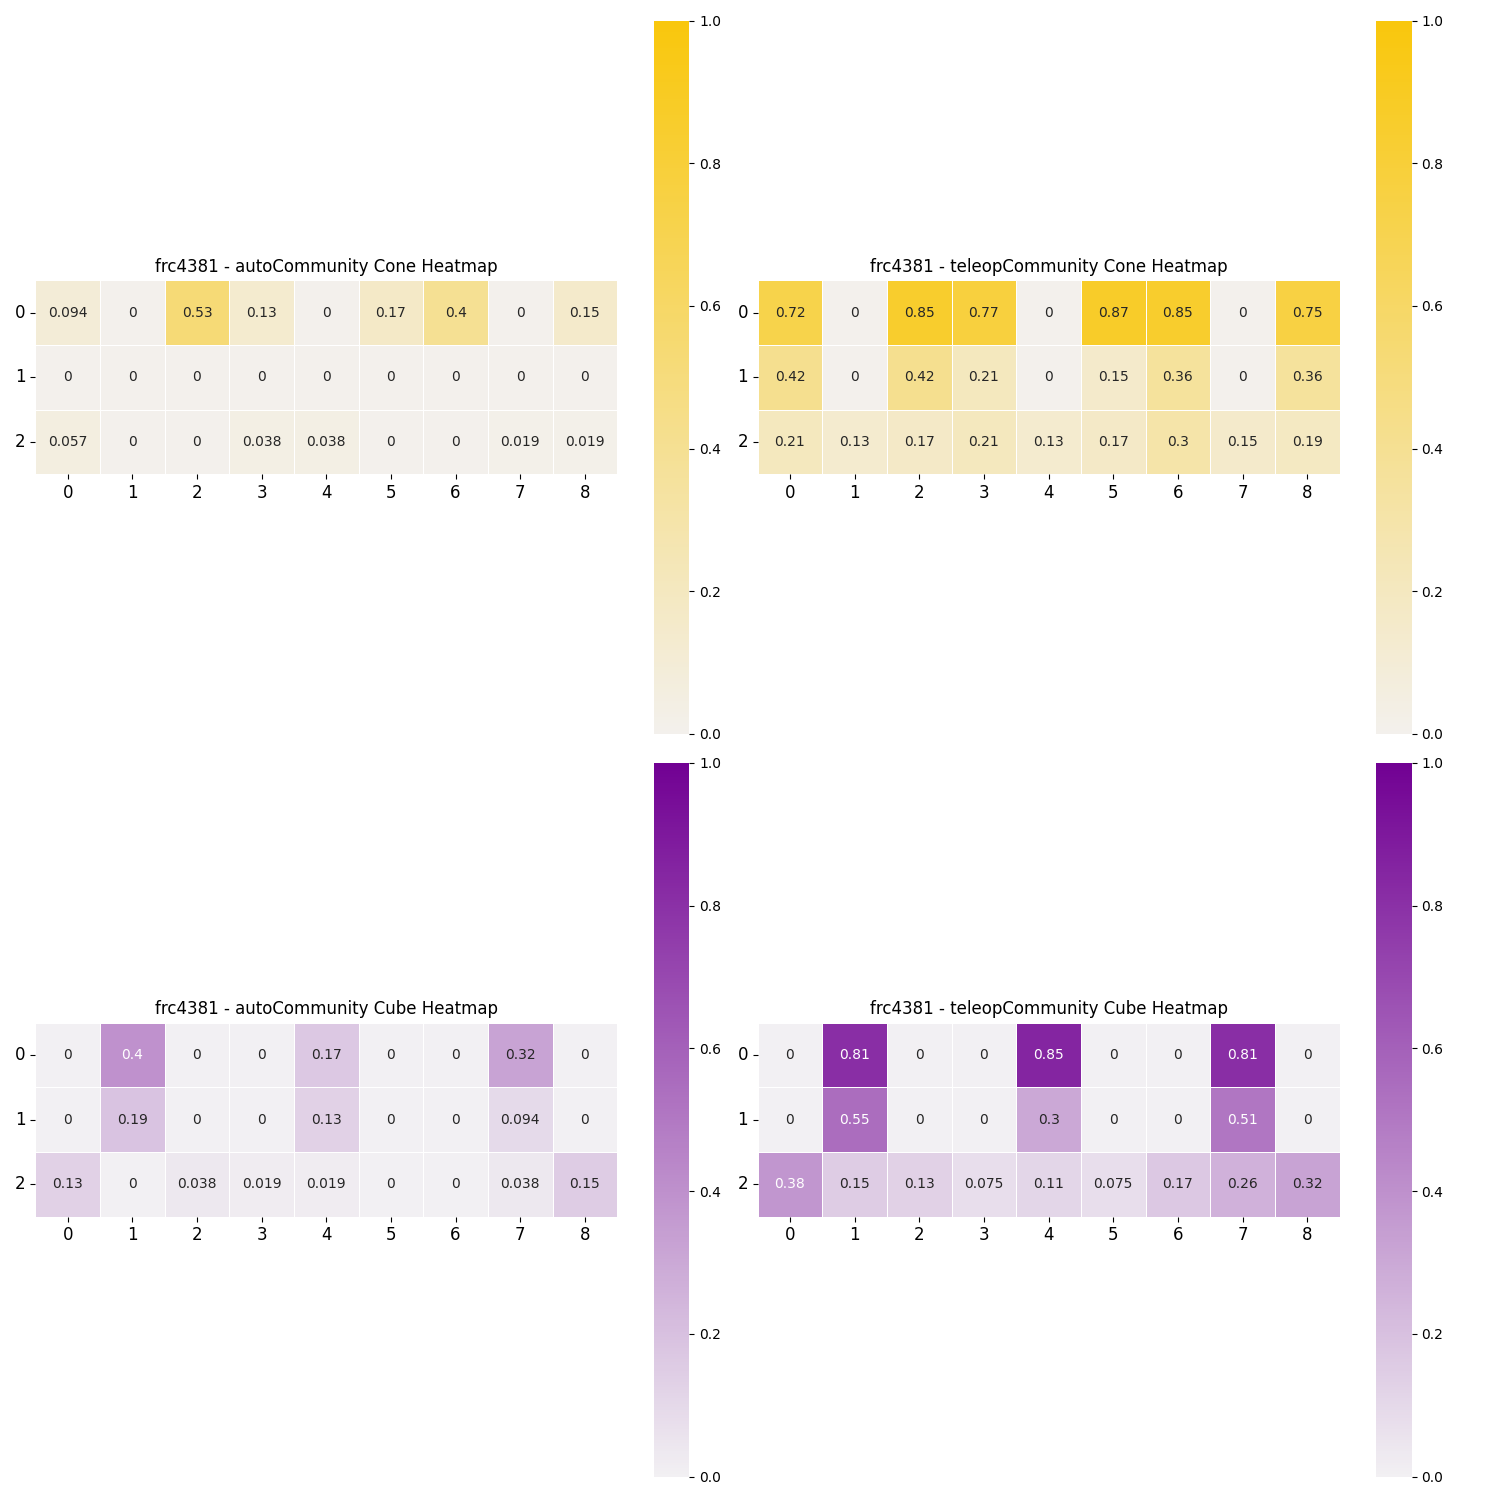 frc4381 - autoCommunity Cone Heatmap
0 0.094 0 0.53 0.13 0 0.17 0.4 0 0.15
1 0 0 0 0 0 0 0 0 0
2 0.057 0 0 0.038 0.038 0 0 0.019 0.019
0 1 2 3 4 5 6 7 8
1.0
0.8
0.6
0.4
0.2
0.0
frc4381 - teleopCommunity Cone Heatmap
0 0.72 0 0.85 0.77 0 0.87 0.85 0 0.75
1 0.42 0 0.42 0.21 0 0.15 0.36 0 0.36
2 0.21 0.13 0.17 0.21 0.13 0.17 0.3 0.15 0.19
0 1 2 3 4 5 6 7 8
1.0
0.8
0.6
0.4
0.2
0.0
frc4381 - autoCommunity Cube Heatmap
0 0 0.4 0 0 0.17 0 0 0.32 0
1 0 0.19 0 0 0.13 0 0 0.094 0
2 0.13 0 0.038 0.019 0.019 0 0 0.038 0.15
0 1 2 3 4 5 6 7 8
1.0
0.8
0.6
0.4
0.2
0.0
frc4381 - teleopCommunity Cube Heatmap
0 0 0.81 0 0 0.85 0 0 0.81 0
1 0 0.55 0 0 0.3 0 0 0.51 0
2 0.38 0.15 0.13 0.075 0.11 0.075 0.17 0.26 0.32
0 1 2 3 4 5 6 7 8
1.0
0.8
0.6
0.4
0.2
0.0